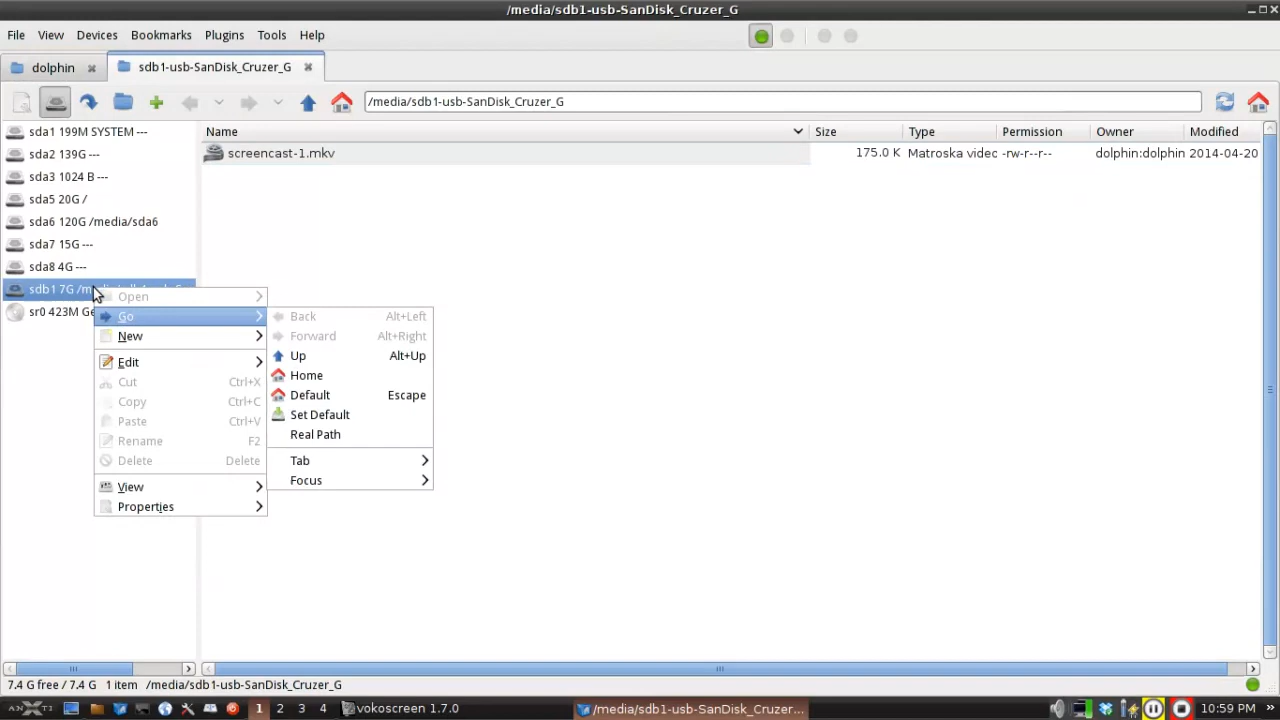 /media/sdb1-usb-SanDisk_Cruzer_G
File View Devices Bookmarks Plugins Tools Help
dolphin sdb1-usb-SanDisk_Cruzer_G
/media/sdb1-usb-SanDisk_Cruzer_G
Name Size Type Permission Owner Modified
screencast-1.mkv 175.0 K Matroska videc -rw-r--r-- dolphin:dolphin 2014-04-20
sda1 199M SYSTEM ---
sda2 139G ---
sda3 1024 B ---
sda5 20G /
sda6 120G /media/sda6
sda7 15G ---
sda8 4G ---
sdb1 7G
sr0 423M
Open
Go
New
Edit
Cut Ctrl+X
Copy Ctrl+C
Paste Ctrl+V
Rename F2
Delete Delete
View
Properties
Back Alt+Left
Forward Alt+Right
Up Alt+Up
Home
Default Escape
Set Default
Real Path
Tab
Focus
7.4 G free / 7.4 G 1 item /media/sdb1-usb-SanDisk_Cruzer_G
1 2 3 4 vokoscreen 1.7.0 /media/sdb1-usb-SanDisk_Cruzer... 10:59 PM